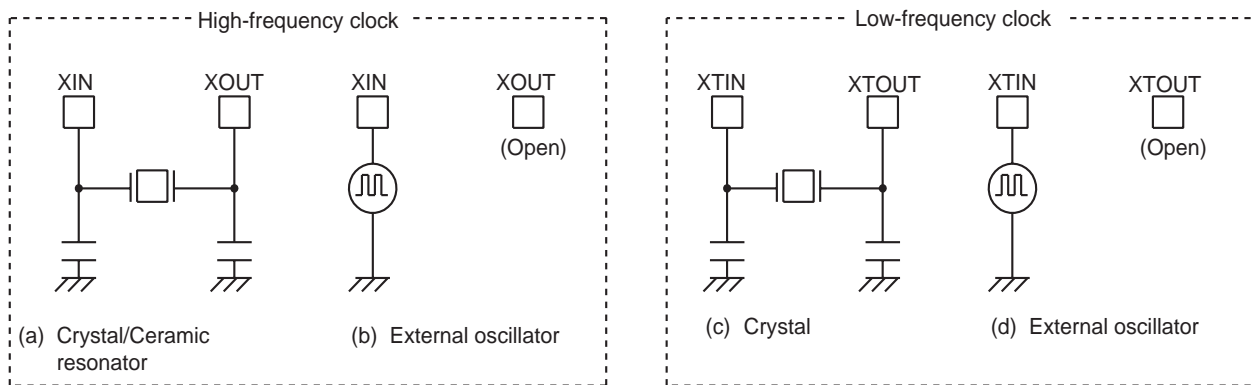 High-frequency clock
XIN
XOUT
XIN
XOUT
(Open)
(a) Crystal/Ceramic
resonator
(b) External oscillator
Low-frequency clock
XTIN
XTOUT
XTIN
XTOUT
(Open)
(c) Crystal
(d) External oscillator